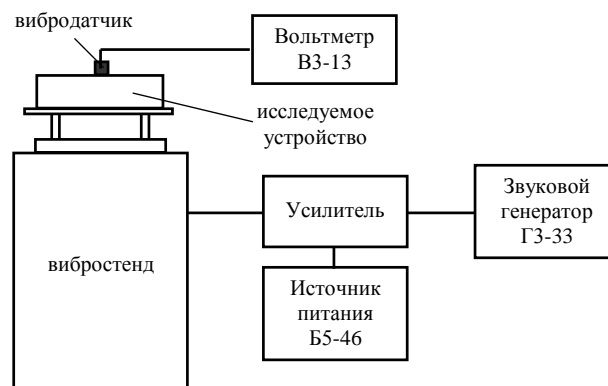 вибродатчик
Вольтметр
В3-13
исследуемое
устройство
Усилитель
Звуковой
генератор
Г3-33
вибростенд
Источник
питания
Б5-46